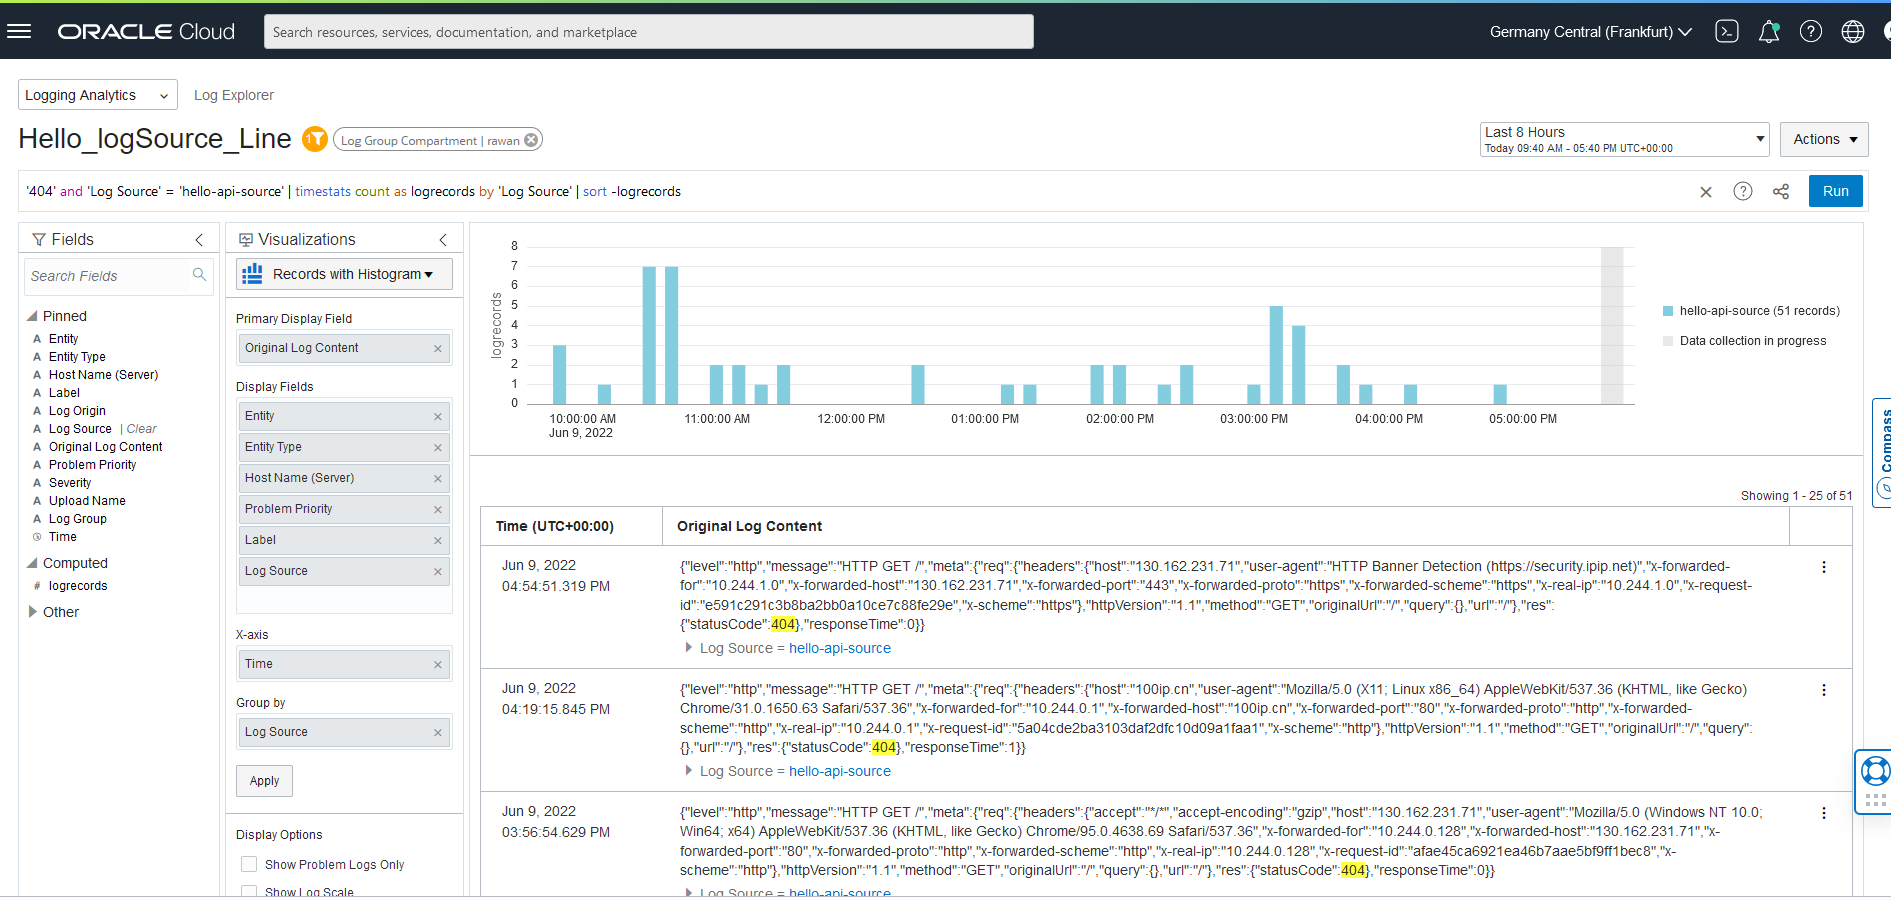 ORACLE Cloud
Search resources, services, documentation, and marketplace
Germany Central (Frankfurt)
Logging Analytics
Log Explorer
Hello_logSource_Line
1
Log Group Compartment | rawan
Last 8 Hours
Today 09:40 AM - 05:40 PM UTC+00:00
Actions
'404' and 'Log Source' = 'hello-api-source' | timestats count as logrecords by 'Log Source' | sort -logrecords
Run
Fields
Search Fields
Pinned
A Entity
A Entity Type
A Host Name (Server)
A Label
A Log Origin
A Log Source | Clear
A Original Log Content
A Problem Priority
A Severity
A Upload Name
A Log Group
Time
Computed
# logrecords
Other
Visualizations
Records with Histogram
Primary Display Field
Original Log Content
Display Fields
Entity
Entity Type
Host Name (Server)
Problem Priority
Label
Log Source
X-axis
Time
Group by
Log Source
Apply
Display Options
Show Problem Logs Only
Show Log Scale
logrecords
8
7
6
5
4
3
2
1
0
10:00:00 AM
Jun 9, 2022
11:00:00 AM
12:00:00 PM
01:00:00 PM
02:00:00 PM
03:00:00 PM
04:00:00 PM
05:00:00 PM
hello-api-source (51 records)
Data collection in progress
Compass
Showing 1 - 25 of 51
Time (UTC+00:00)
Original Log Content
Jun 9, 2022
04:54:51.319 PM
{"level":"http","message":"HTTP GET /","meta":{"req":{"headers":{"host":"130.162.231.71","user-agent":"HTTP Banner Detection (https://security.ipip.net)","x-forwarded-
for":"10.244.1.0","x-forwarded-host":"130.162.231.71","x-forwarded-port":"443","x-forwarded-proto":"https","x-forwarded-scheme":"https","x-real-ip":"10.244.1.0","x-request-
id":"e591c291c3b8ba2bb0a10ce7c88fe29e","x-scheme":"https"},"httpVersion":"1.1","method":"GET","originalUrl":"/","query":{},"url":"/"},"res":
{"statusCode":404},"responseTime":0}}
Log Source = hello-api-source
Jun 9, 2022
04:19:15.845 PM
{"level":"http","message":"HTTP GET /","meta":{"req":{"headers":{"host":"100ip.cn","user-agent":"Mozilla/5.0 (X11; Linux x86_64) AppleWebKit/537.36 (KHTML, like Gecko)
Chrome/31.0.1650.63 Safari/537.36","x-forwarded-for":"10.244.0.1","x-forwarded-host":"100ip.cn","x-forwarded-port":"80","x-forwarded-proto":"http","x-forwarded-
scheme":"http","x-real-ip":"10.244.0.1","x-request-id":"5a04cde2ba3103daf2dfc10d09a1faa1","x-scheme":"http"},"httpVersion":"1.1","method":"GET","originalUrl":"/","query":
{},"url":"/"},"res":{"statusCode":404},"responseTime":1}}
Log Source = hello-api-source
Jun 9, 2022
03:56:54.629 PM
{"level":"http","message":"HTTP GET /","meta":{"req":{"headers":{"accept":"*/*","accept-encoding":"gzip","host":"130.162.231.71","user-agent":"Mozilla/5.0 (Windows NT 10.0;
Win64; x64) AppleWebKit/537.36 (KHTML, like Gecko) Chrome/95.0.4638.69 Safari/537.36","x-forwarded-for":"10.244.0.128","x-forwarded-host":"130.162.231.71","x-
forwarded-port":"80","x-forwarded-proto":"http","x-forwarded-scheme":"http","x-real-ip":"10.244.0.128","x-request-id":"afae45ca6921ea46b7aae5bf9ff1bec8","x-
scheme":"http"},"httpVersion":"1.1","method":"GET","originalUrl":"/","query":{},"url":"/"},"res":{"statusCode":404},"responseTime":0}}
Log Source = hello-api-source